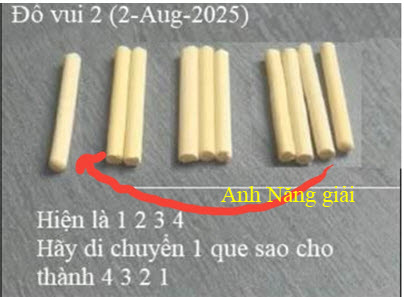 Đô vui 2 (2-Aug-2025)
Anh Năng giải
Hiện là 1 2 3 4
Hãy di chuyển 1 que sao cho
thành 4 3 2 1